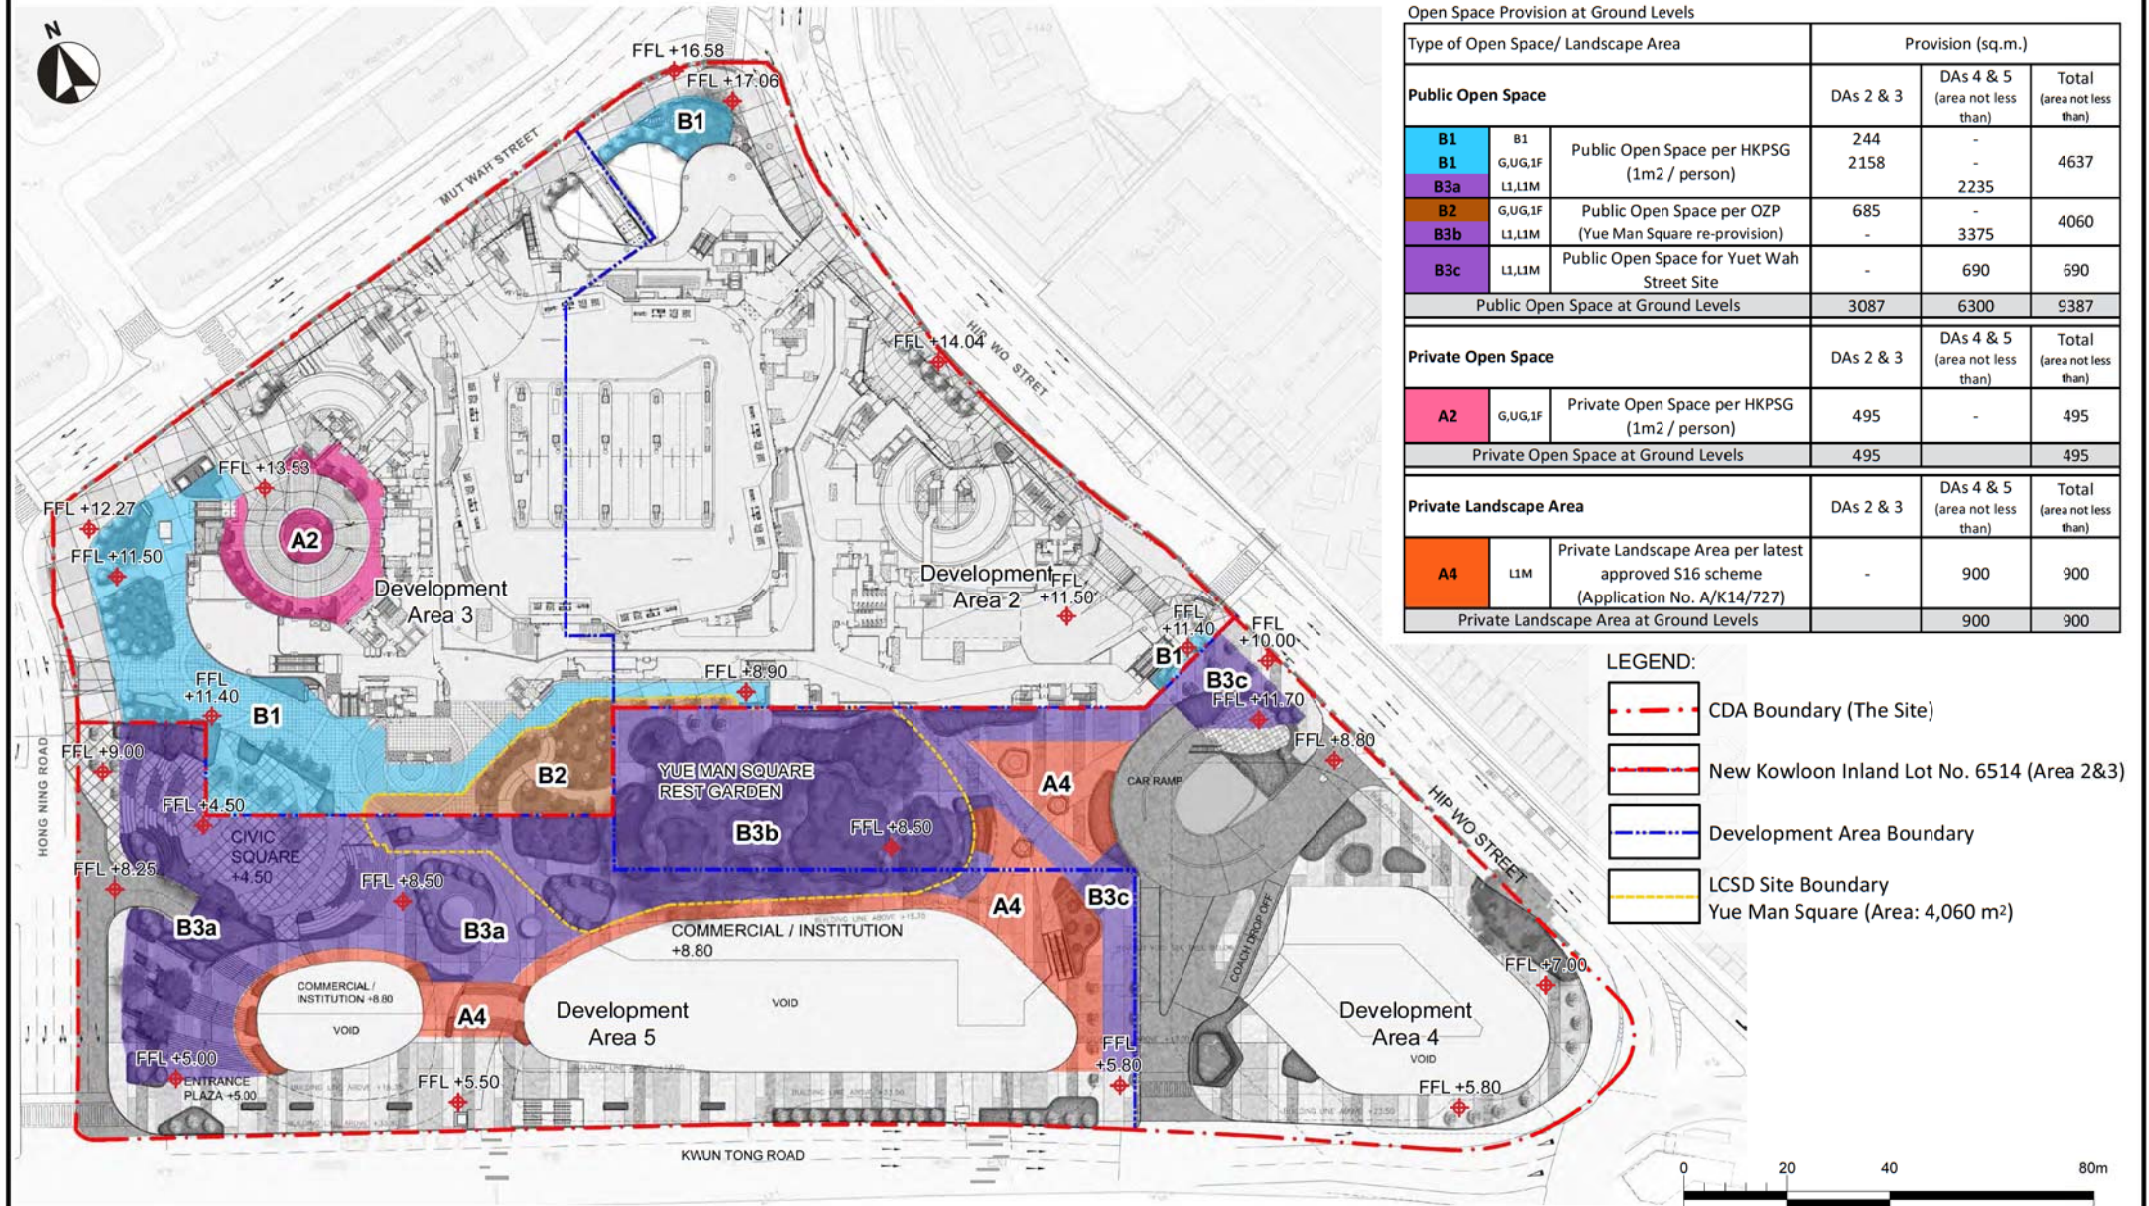 N
FFL +16.58
FFL +17.06
B1
MUT WAH STREET
HIP WO STRET
FFL +14.04
FFL +13.53
FFL +12.27
FFL +11.50
A2
Development
Area 3
Development
Area 2
FFL
+11.50
FFL
+11.40
FFL
+10.00
B1
B3c
FFL +11.70
FFL +8.90
FFL
+11.40
B1
FFL +9.00
FFL +8.80
B2
YUE MAN SQUARE
REST GARDEN
A4
CAR RAMP
HONG NING ROAD
FFL +4.50
CIVIC
SQUARE
+4.50
B3b
FFL +8.50
HIP WO STREET
FFL +8.25
FFL +8.50
B3c
A4
B3a
B3a
BUILDING LINE ABOVE
COMMERCIAL / INSTITUTION
+8.80
COACH DROP OFF
FFL +7.00
COMMERCIAL /
INSTITUTION +8.80
VOID
A4
Development
Area 5
VOID
Development
Area 4
VOID
FFL +5.00
ENTRANCE
PLAZA +5.00
FFL +5.50
FFL
+5.80
FFL +5.80
KWUN TONG ROAD
Open Space Provision at Ground Levels
Type of Open Space/ Landscape Area Provision (sq.m.)
Public Open Space DAs 2 & 3 DAs 4 & 5 (area not less than) Total (area not less than)
B1 B1 Public Open Space per HKPSG (1m2 / person) 244 - 4637
B1 G,UG,1F 2158 -
B3a L1,L1M 2235
B2 G,UG,1F Public Open Space per OZP 685 - 4060
B3b L1,L1M (Yue Man Square re-provision) - 3375
B3c L1,L1M Public Open Space for Yuet Wah Street Site - 690 690
Public Open Space at Ground Levels 3087 6300 9387
Private Open Space DAs 2 & 3 DAs 4 & 5 (area not less than) Total (area not less than)
A2 G,UG,1F Private Open Space per HKPSG (1m2 / person) 495 - 495
Private Open Space at Ground Levels 495 495
Private Landscape Area DAs 2 & 3 DAs 4 & 5 (area not less than) Total (area not less than)
A4 L1M Private Landscape Area per latest approved S16 scheme (Application No. A/K14/727) - 900 900
Private Landscape Area at Ground Levels 900 900
LEGEND:
CDA Boundary (The Site)
New Kowloon Inland Lot No. 6514 (Area 2&3)
Development Area Boundary
LCSD Site Boundary
Yue Man Square (Area: 4,060 m²)
0 20 40 80m